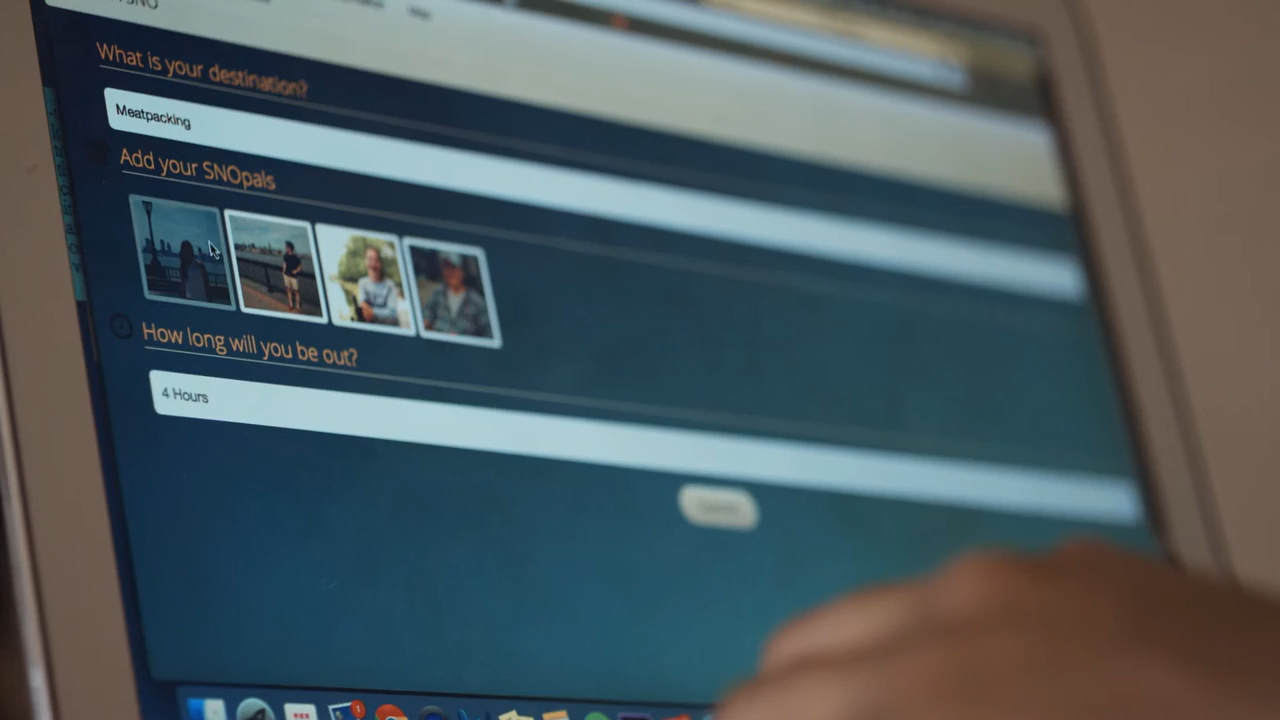 What is your destination?
Meatpacking
Add your SNOpals
How long will you be out?
4 Hours